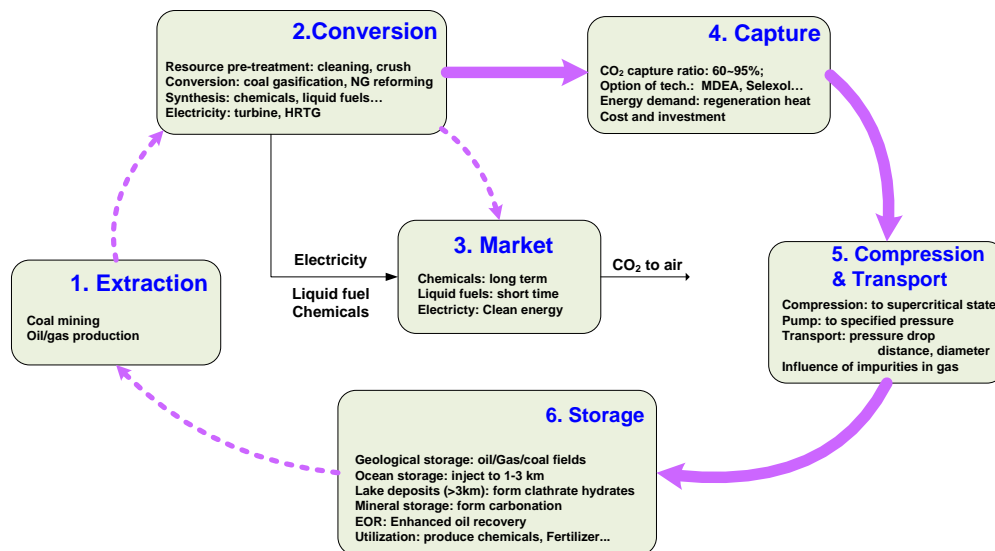 2.Conversion
Resource pre-treatment: cleaning, crush
Conversion: coal gasification, NG reforming
Synthesis: chemicals, liquid fuels…
Electricity: turbine, HRTG
4. Capture
CO₂ capture ratio: 60~95%;
Option of tech.: MDEA, Selexol…
Energy demand: regeneration heat
Cost and investment
3. Market
Chemicals: long term
Liquid fuels: short time
Electricty: Clean energy
Electricity
Liquid fuel
Chemicals
CO₂ to air
1. Extraction
Coal mining
Oil/gas production
5. Compression
& Transport
Compression: to supercritical state
Pump: to specified pressure
Transport: pressure drop
distance, diameter
Influence of impurities in gas
6. Storage
Geological storage: oil/Gas/coal fields
Ocean storage: inject to 1-3 km
Lake deposits (>3km): form clathrate hydrates
Mineral storage: form carbonation
EOR: Enhanced oil recovery
Utilization: produce chemicals, Fertilizer...